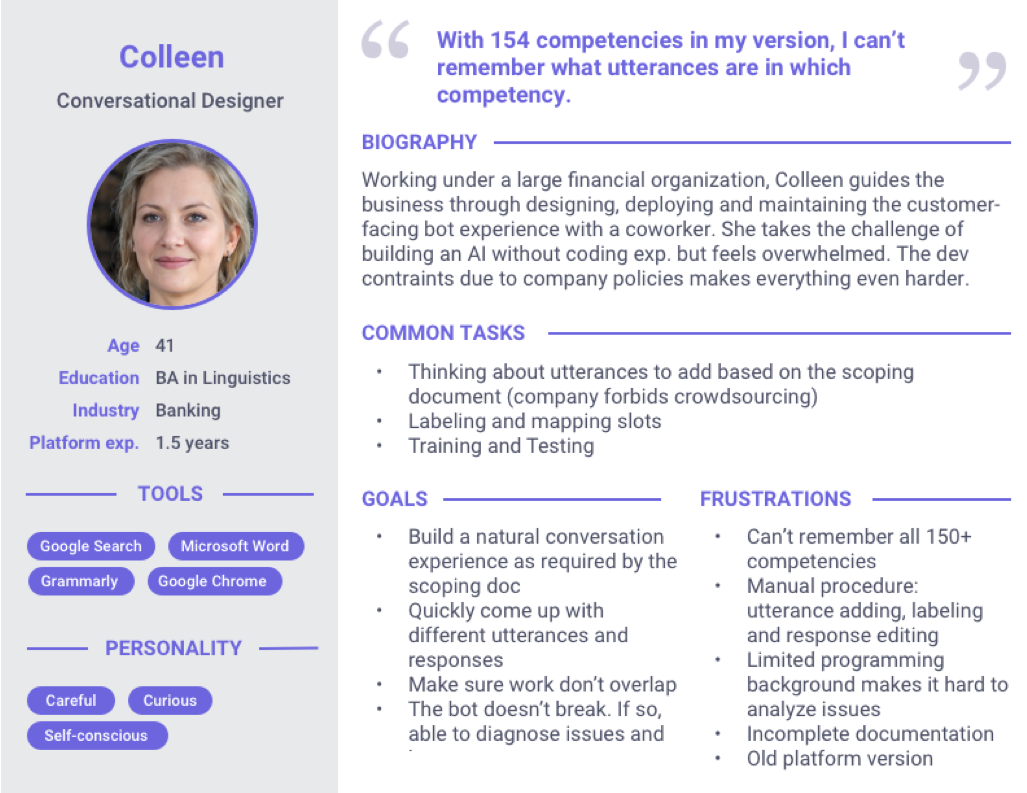 Colleen
Conversational Designer
Age 41
Education BA in Linguistics
Industry Banking
Platform exp. 1.5 years
TOOLS
Google Search Microsoft Word
Grammarly Google Chrome
PERSONALITY
Careful Curious
Self-conscious
“ With 154 competencies in my version, I can’t
remember what utterances are in which
competency. ”
BIOGRAPHY
Working under a large financial organization, Colleen guides the
business through designing, deploying and maintaining the customer-
facing bot experience with a coworker. She takes the challenge of
building an AI without coding exp. but feels overwhelmed. The dev
contraints due to company policies makes everything even harder.
COMMON TASKS
• Thinking about utterances to add based on the scoping
document (company forbids crowdsourcing)
• Labeling and mapping slots
• Training and Testing
GOALS
• Build a natural conversation
experience as required by the
scoping doc
• Quickly come up with
different utterances and
responses
• Make sure work don’t overlap
• The bot doesn’t break. If so,
able to diagnose issues and
FRUSTRATIONS
• Can’t remember all 150+
competencies
• Manual procedure:
utterance adding, labeling
and response editing
• Limited programming
background makes it hard to
analyze issues
• Incomplete documentation
• Old platform version